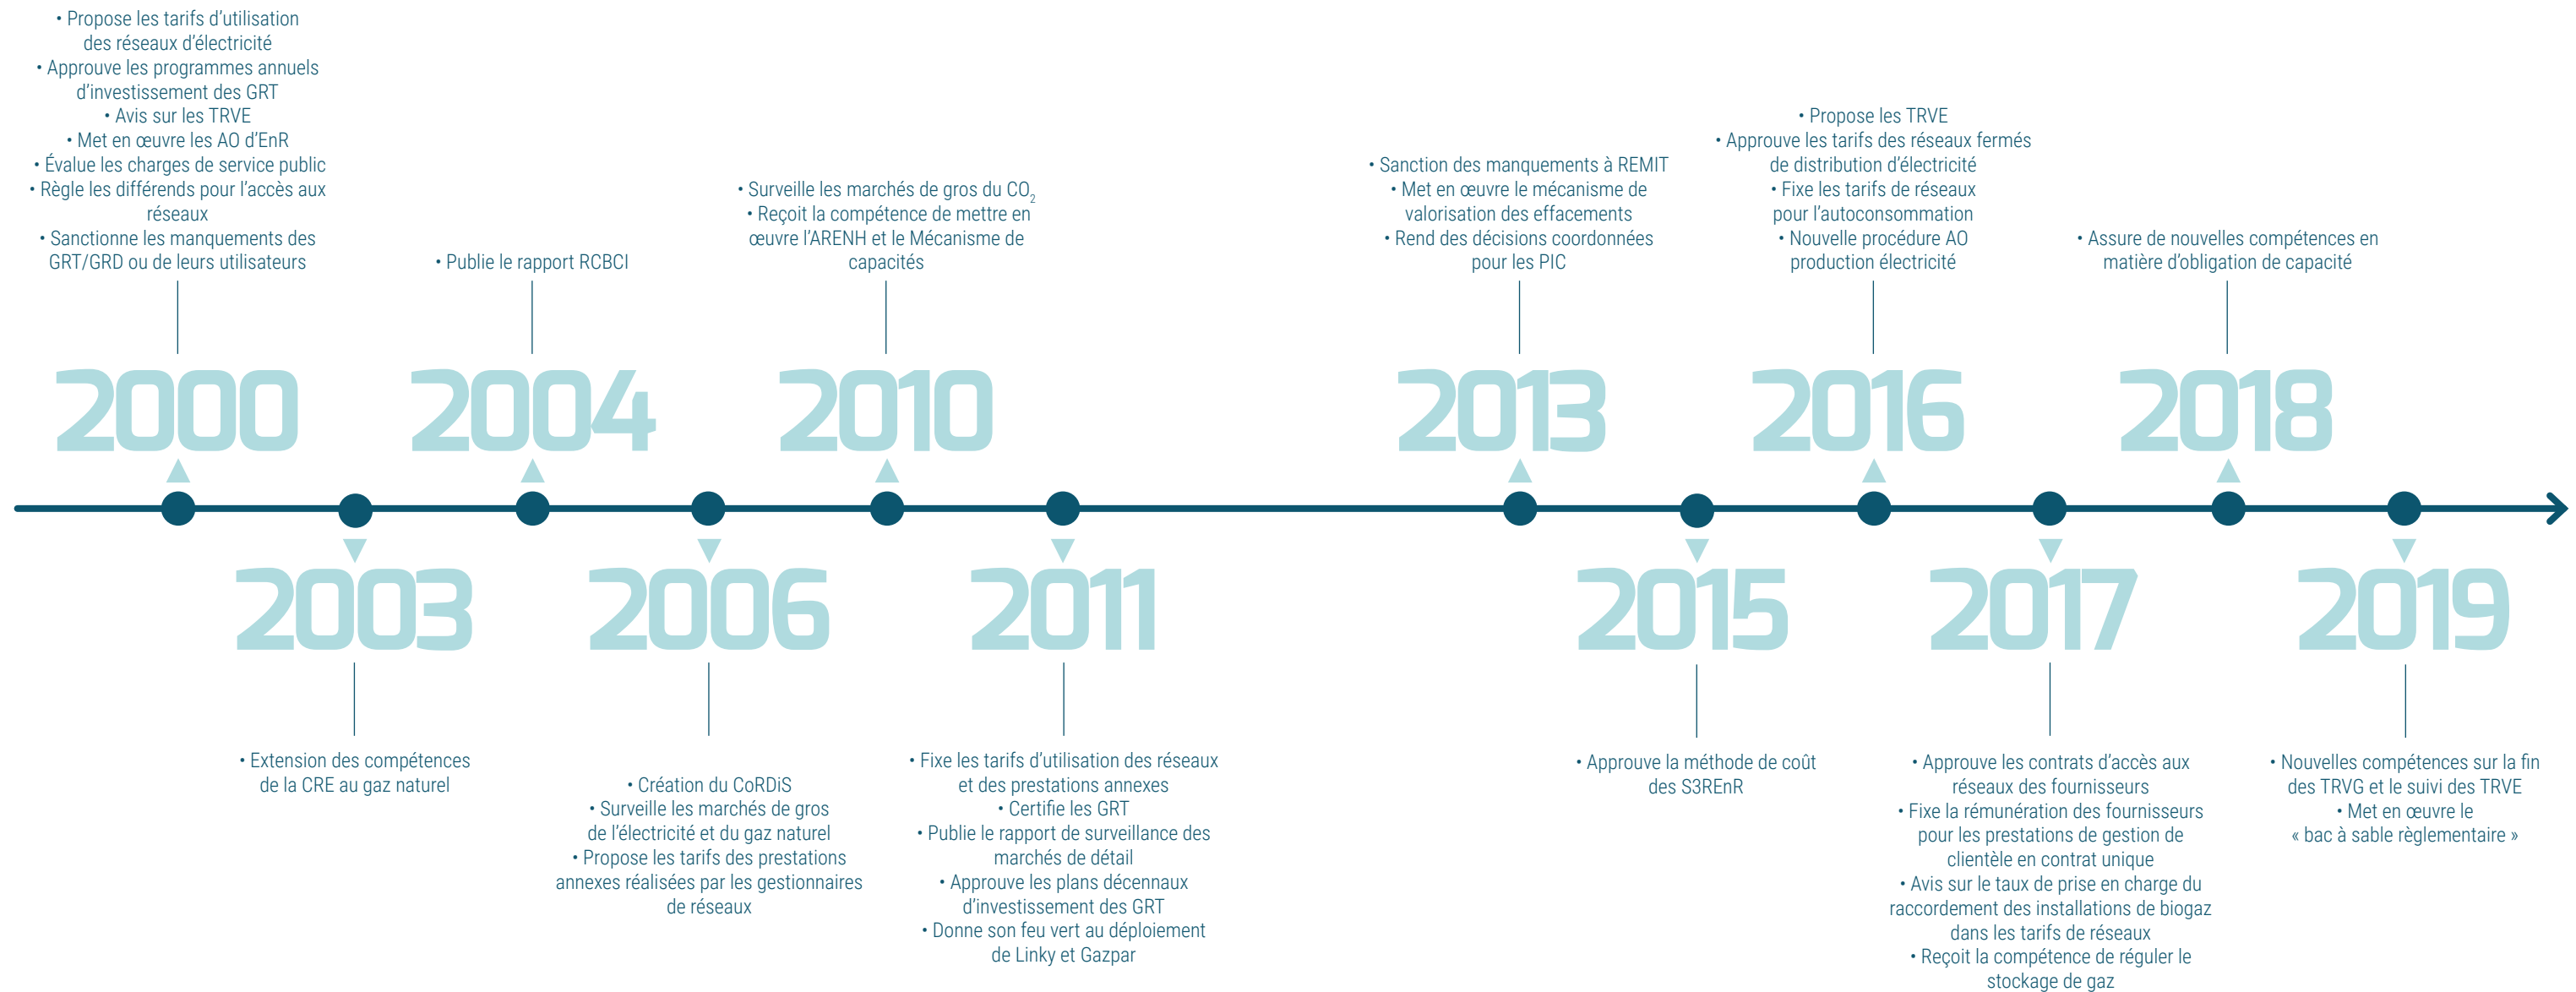 • Propose les tarifs d’utilisation
des réseaux d’électricité
• Approuve les programmes annuels
d’investissement des GRT
• Avis sur les TRVE
• Met en œuvre les AO d’EnR
• Évalue les charges de service public
• Règle les différends pour l’accès aux
réseaux
• Sanctionne les manquements des
GRT/GRD ou de leurs utilisateurs
2000
2003
• Extension des compétences
de la CRE au gaz naturel
• Publie le rapport RCBCI
2004
2006
• Création du CoRDiS
• Surveille les marchés de gros
de l’électricité et du gaz naturel
• Propose les tarifs des prestations
annexes réalisées par les gestionnaires
de réseaux
• Surveille les marchés de gros du CO₂
• Reçoit la compétence de mettre en
œuvre l’ARENH et le Mécanisme de
capacités
2010
2011
• Fixe les tarifs d’utilisation des réseaux
et des prestations annexes
• Certifie les GRT
• Publie le rapport de surveillance des
marchés de détail
• Approuve les plans décennaux
d’investissement des GRT
• Donne son feu vert au déploiement
de Linky et Gazpar
• Sanction des manquements à REMIT
• Met en œuvre le mécanisme de
valorisation des effacements
• Rend des décisions coordonnées
pour les PIC
2013
2015
• Approuve la méthode de coût
des S3REnR
• Propose les TRVE
• Approuve les tarifs des réseaux fermés
de distribution d’électricité
• Fixe les tarifs de réseaux
pour l’autoconsommation
• Nouvelle procédure AO
production électricité
2016
2017
• Approuve les contrats d’accès aux
réseaux des fournisseurs
• Fixe la rémunération des fournisseurs
pour les prestations de gestion de
clientèle en contrat unique
• Avis sur le taux de prise en charge du
raccordement des installations de biogaz
dans les tarifs de réseaux
• Reçoit la compétence de réguler le
stockage de gaz
• Assure de nouvelles compétences en
matière d’obligation de capacité
2018
2019
• Nouvelles compétences sur la fin
des TRVG et le suivi des TRVE
• Met en œuvre le
« bac à sable règlementaire »